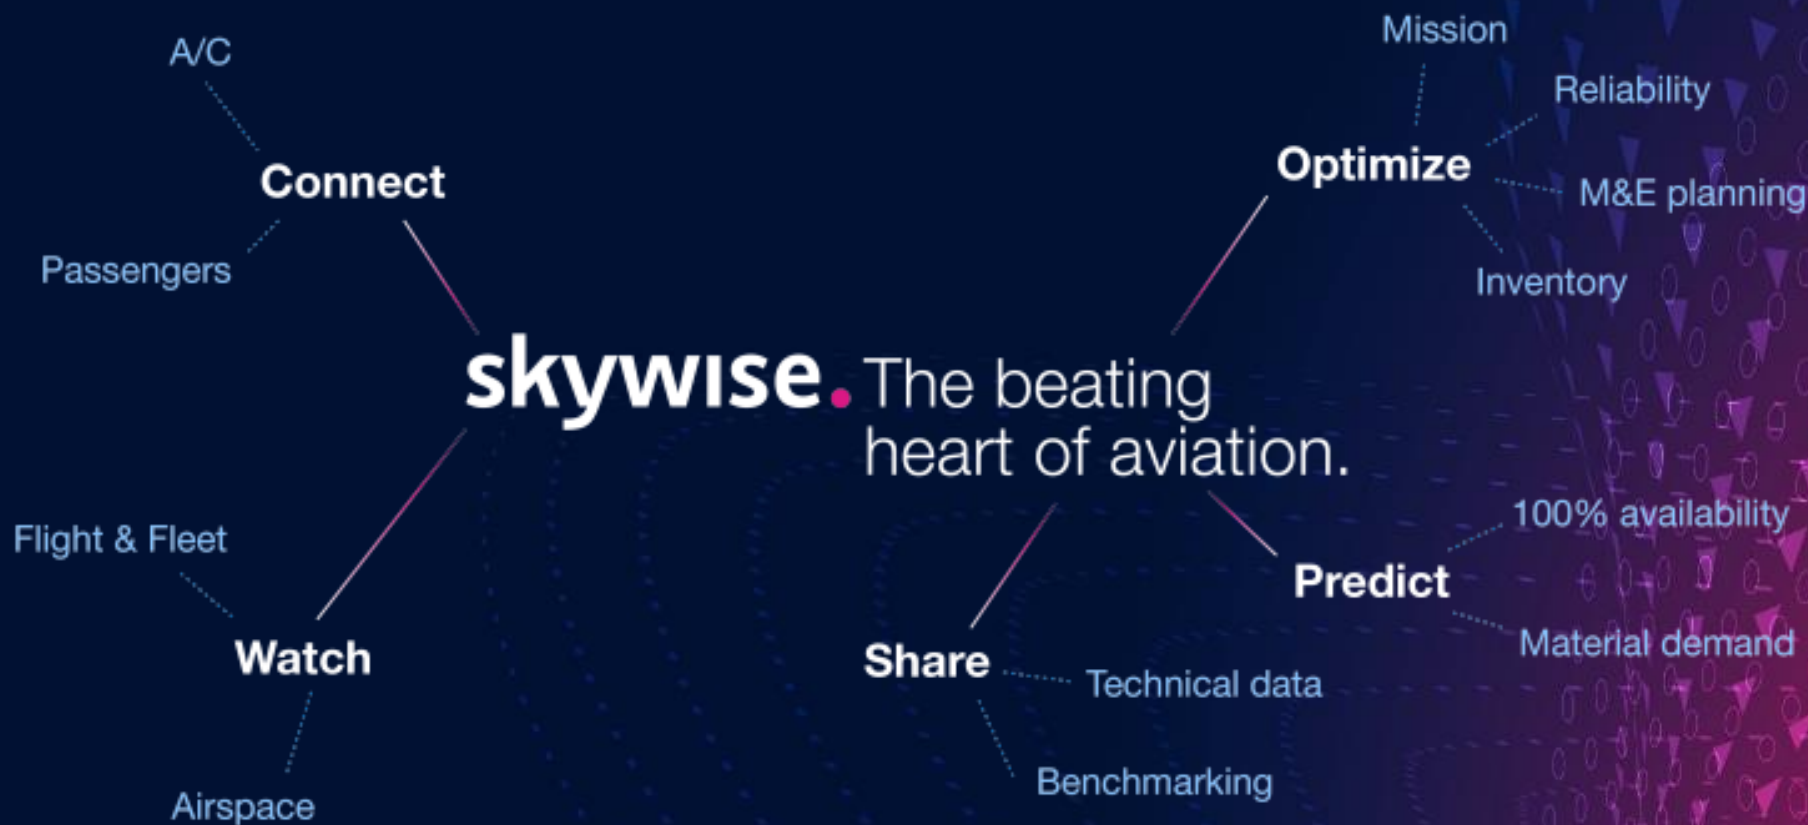 A/C
Connect
Passengers
Mission
Reliability
Optimize
M&E planning
Inventory
skywise. The beating
heart of aviation.
Flight & Fleet
Watch
Airspace
Share
Technical data
Benchmarking
100% availability
Predict
Material demand